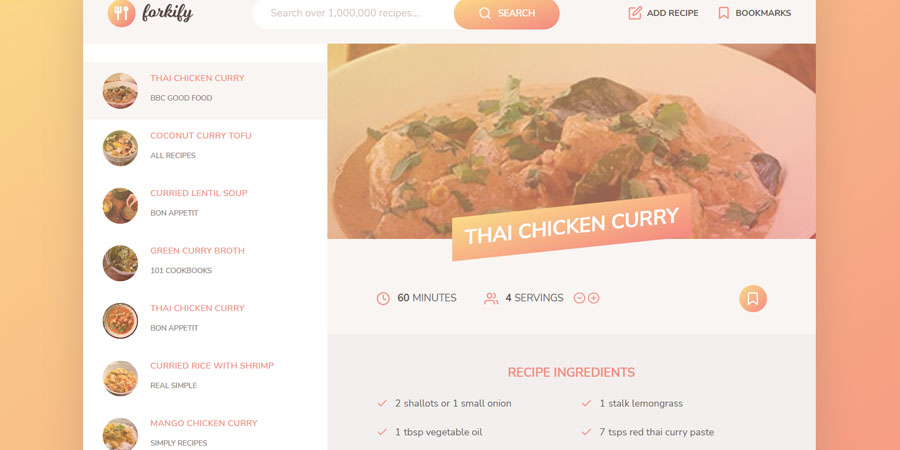 forkify
Search over 1,000,000 recipes...
SEARCH
ADD RECIPE
BOOKMARKS
THAI CHICKEN CURRY
BBC GOOD FOOD
COCONUT CURRY TOFU
ALL RECIPES
CURRIED LENTIL SOUP
BON APPETIT
GREEN CURRY BROTH
101 COOKBOOKS
THAI CHICKEN CURRY
BON APPETIT
CURRIED RICE WITH SHRIMP
REAL SIMPLE
MANGO CHICKEN CURRY
SIMPLY RECIPES
THAI CHICKEN CURRY
60 MINUTES
4 SERVINGS
RECIPE INGREDIENTS
2 shallots or 1 small onion
1 stalk lemongrass
1 tbsp vegetable oil
7 tsps red thai curry paste